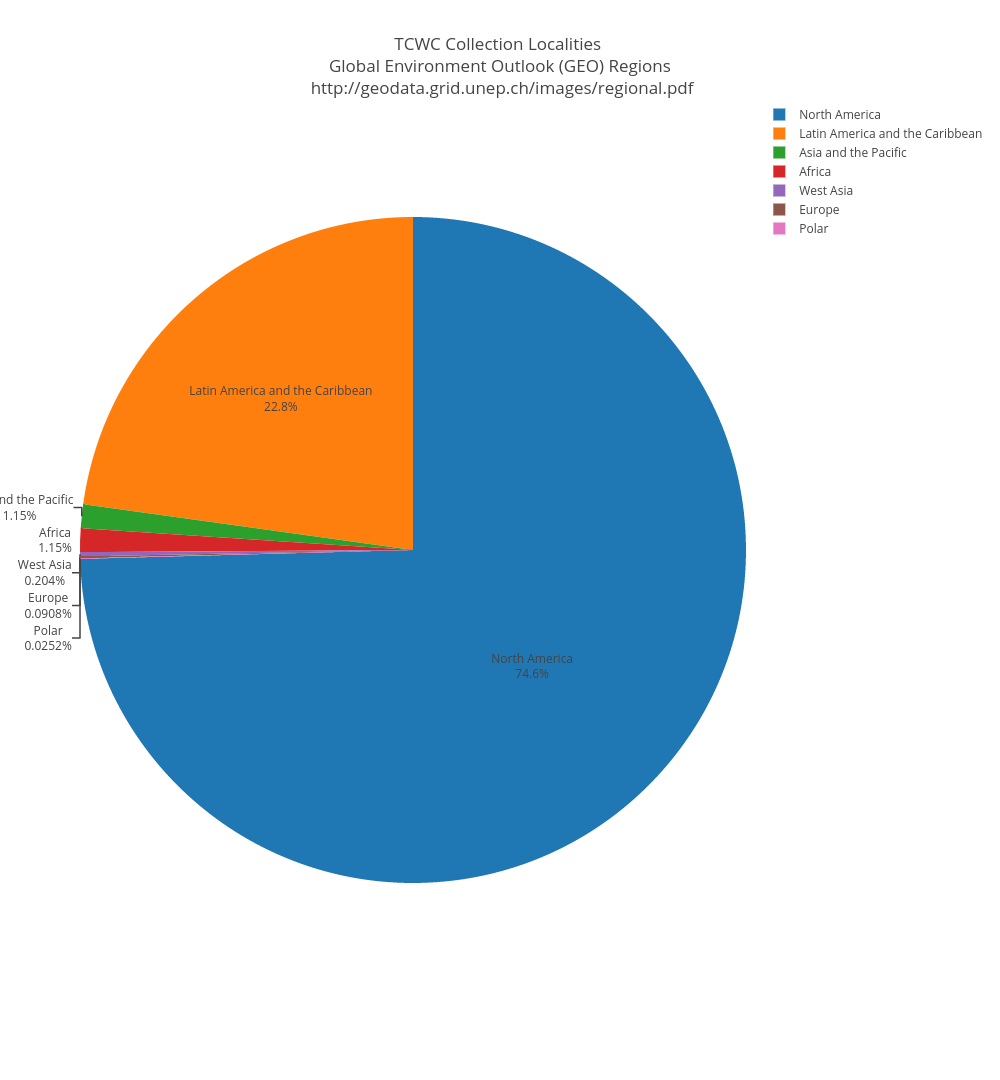 TCWC Collection Localities
Global Environment Outlook (GEO) Regions
http://geodata.grid.unep.ch/images/regional.pdf
North America
Latin America and the Caribbean
Asia and the Pacific
Africa
West Asia
Europe
Polar
Latin America and the Caribbean
22.8%
nd the Pacific
1.15%
Africa
1.15%
West Asia
0.204%
Europe
0.0908%
Polar
0.0252%
North America
74.6%